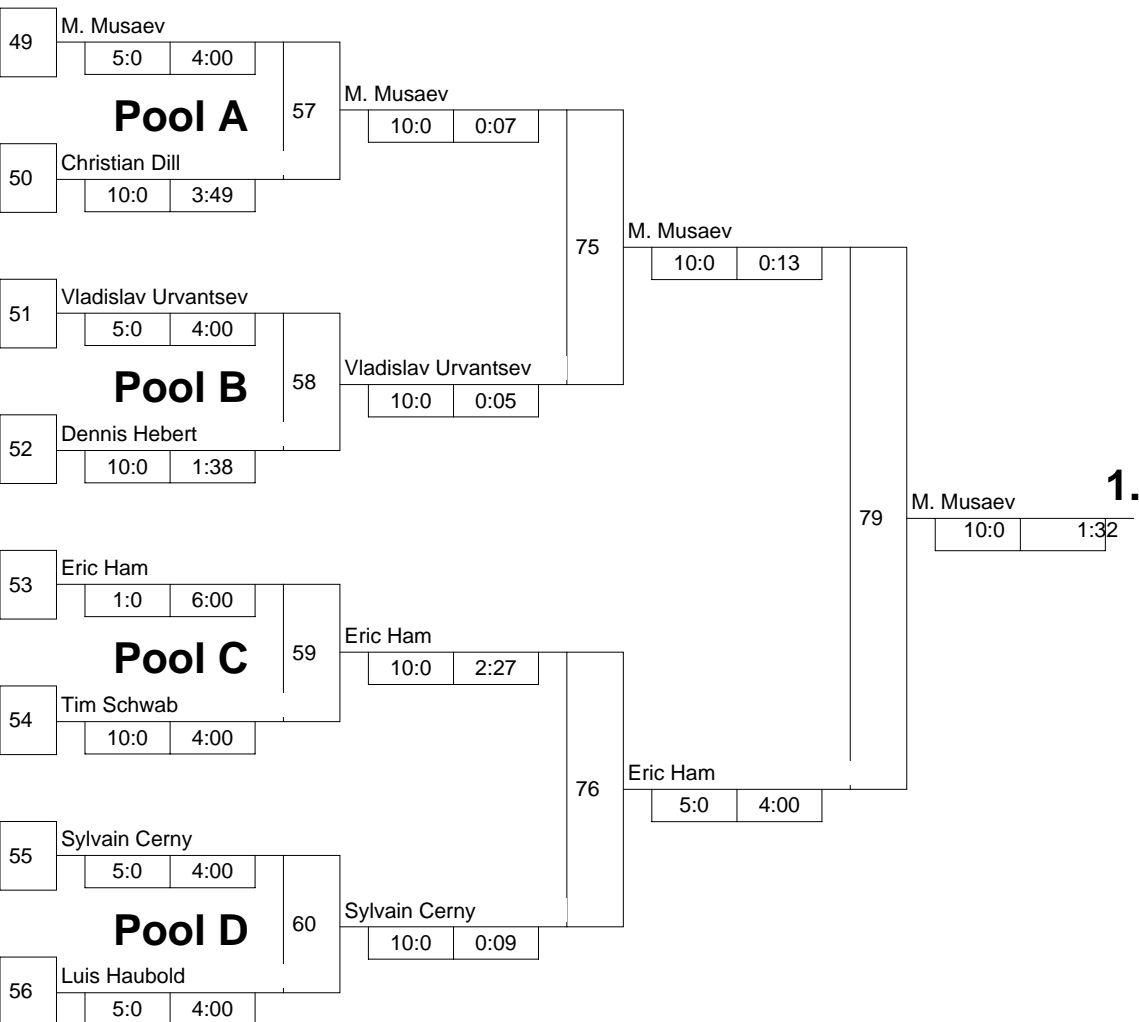 49
M. Musaev
5:0 4:00
Pool A
57
M. Musaev
10:0 0:07
50
Christian Dill
10:0 3:49
75
M. Musaev
10:0 0:13
51
Vladislav Urvantsev
5:0 4:00
Pool B
58
Vladislav Urvantsev
10:0 0:05
52
Dennis Hebert
10:0 1:38
79
M. Musaev
1.
10:0 1:32
53
Eric Ham
1:0 6:00
Pool C
59
Eric Ham
10:0 2:27
54
Tim Schwab
10:0 4:00
76
Eric Ham
5:0 4:00
55
Sylvain Cerny
5:0 4:00
Pool D
60
Sylvain Cerny
10:0 0:09
56
Luis Haubold
5:0 4:00